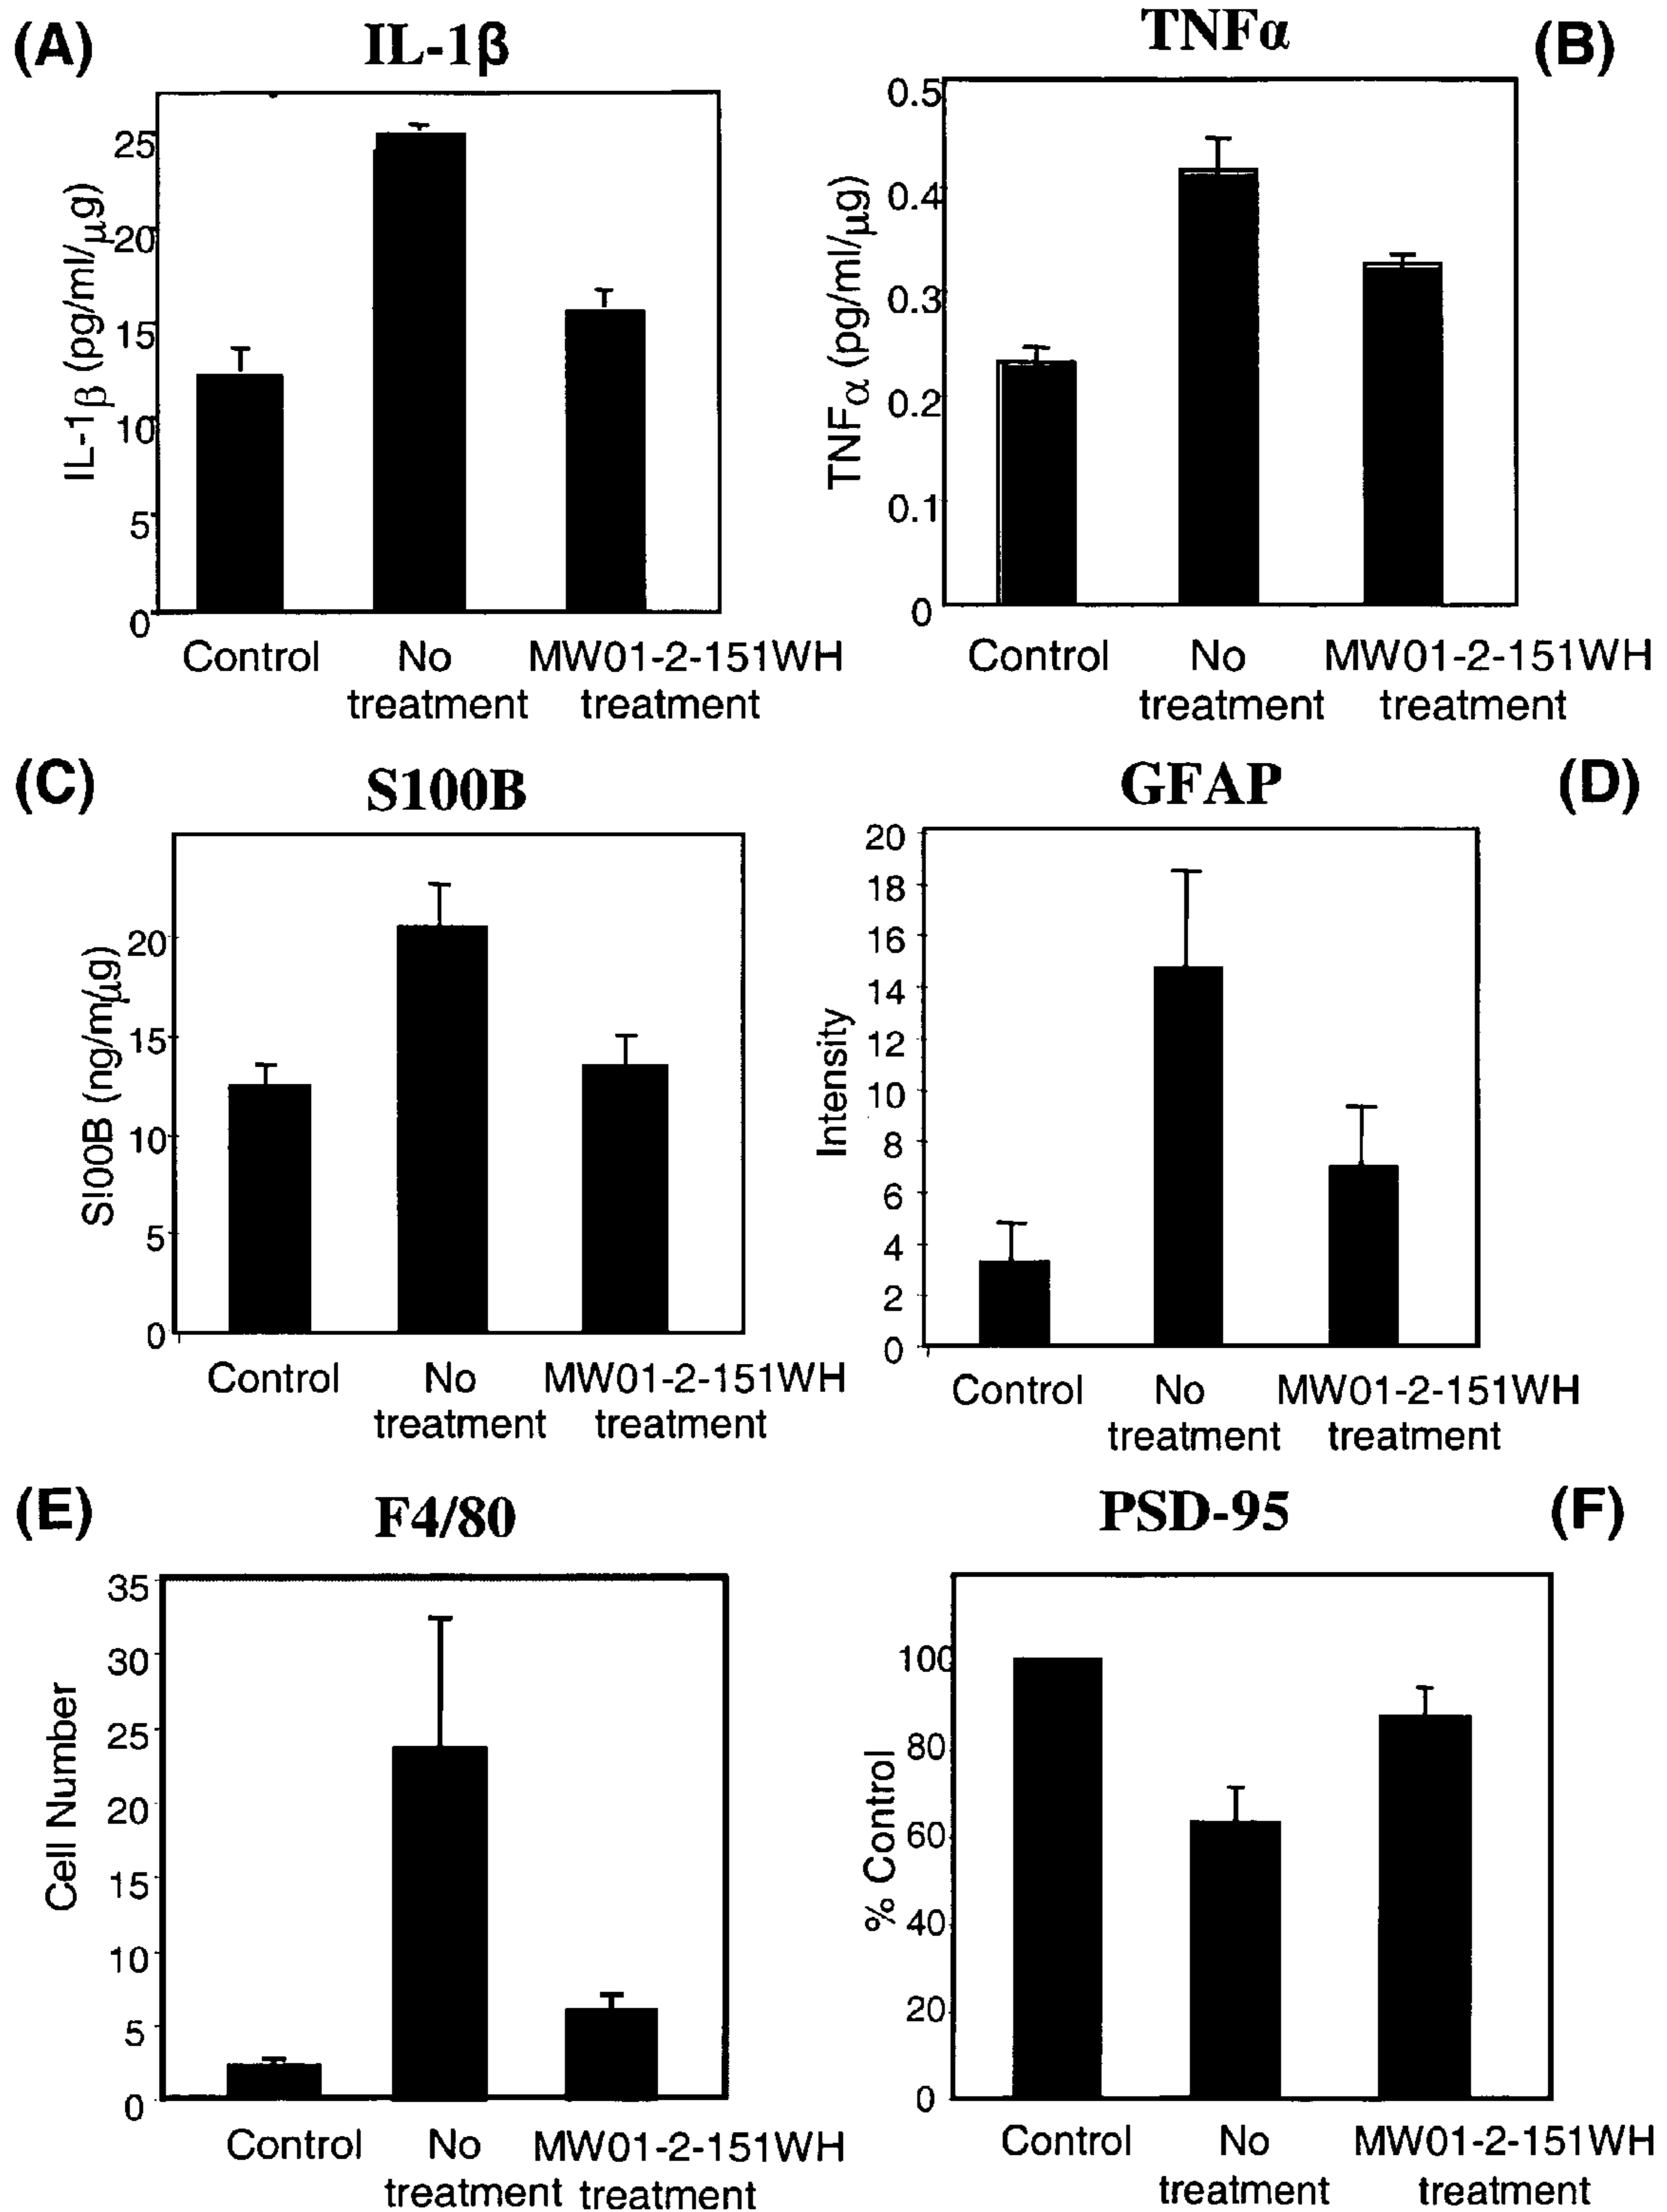 (A)
IL-1β
25
20
15
10
5
0
IL-1β (pg/ml/μg)
Control
No
treatment
MW01-2-151WH
treatment
TNFα
(B)
0.5
0.4
0.3
0.2
0.1
0
TNFα (pg/ml/μg)
Control
No
treatment
MW01-2-151WH
treatment
(C)
S100B
20
15
10
5
0
S!00B (ng/m/μg)
Control
No
treatment
MW01-2-151WH
treatment
GFAP
(D)
20
18
16
14
12
10
8
6
4
2
0
Intensity
Control
No
treatment
MW01-2-151WH
treatment
(E)
F4/80
35
30
25
20
15
10
5
0
Cell Number
Control
No
treatment
MW01-2-151WH
treatment
PSD-95
(F)
100
80
60
40
20
0
% Control
Control
No
treatment
MW01-2-151WH
treatment